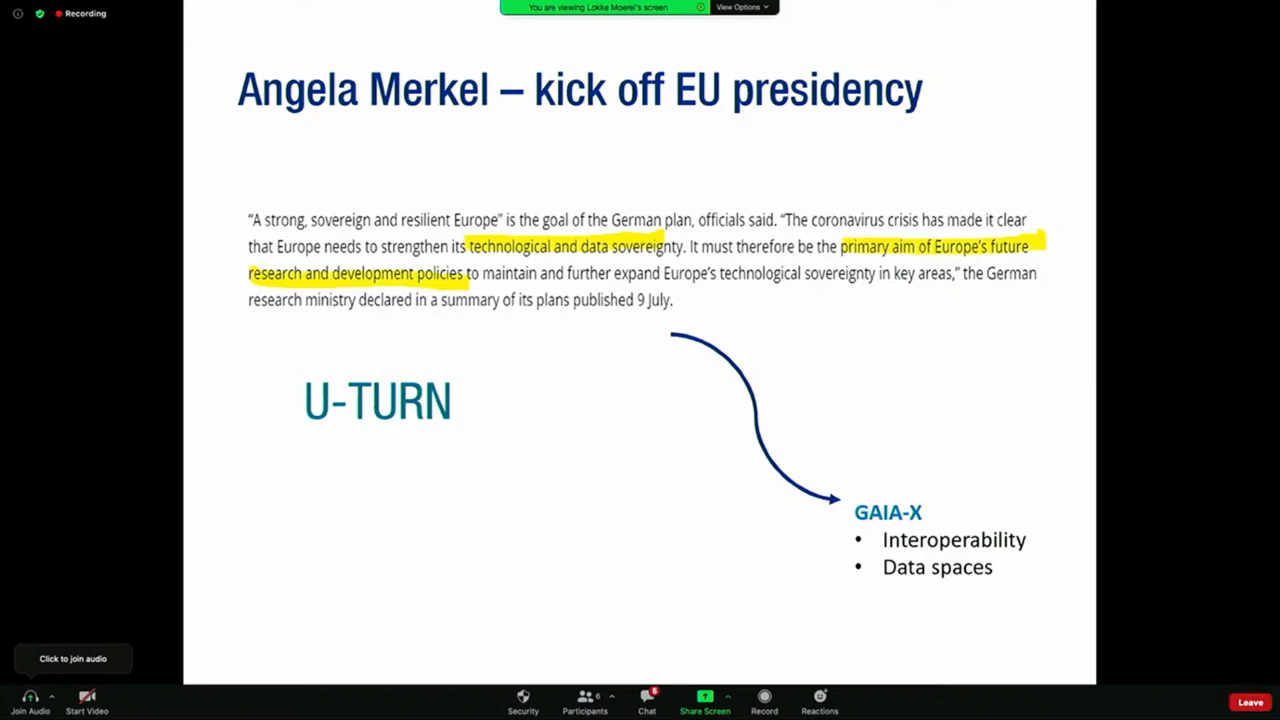 Recording
You are viewing Lokke Moerel's screen
View Options
Angela Merkel – kick off EU presidency
“A strong, sovereign and resilient Europe” is the goal of the German plan, officials said. “The coronavirus crisis has made it clear
that Europe needs to strengthen its technological and data sovereignty. It must therefore be the primary aim of Europe’s future
research and development policies to maintain and further expand Europe’s technological sovereignty in key areas,” the German
research ministry declared in a summary of its plans published 9 July.
U-TURN
GAIA-X
• Interoperability
• Data spaces
Click to join audio
Join Audio
Start Video
Security
Participants
6
Chat
6
Share Screen
Record
Reactions
Leave